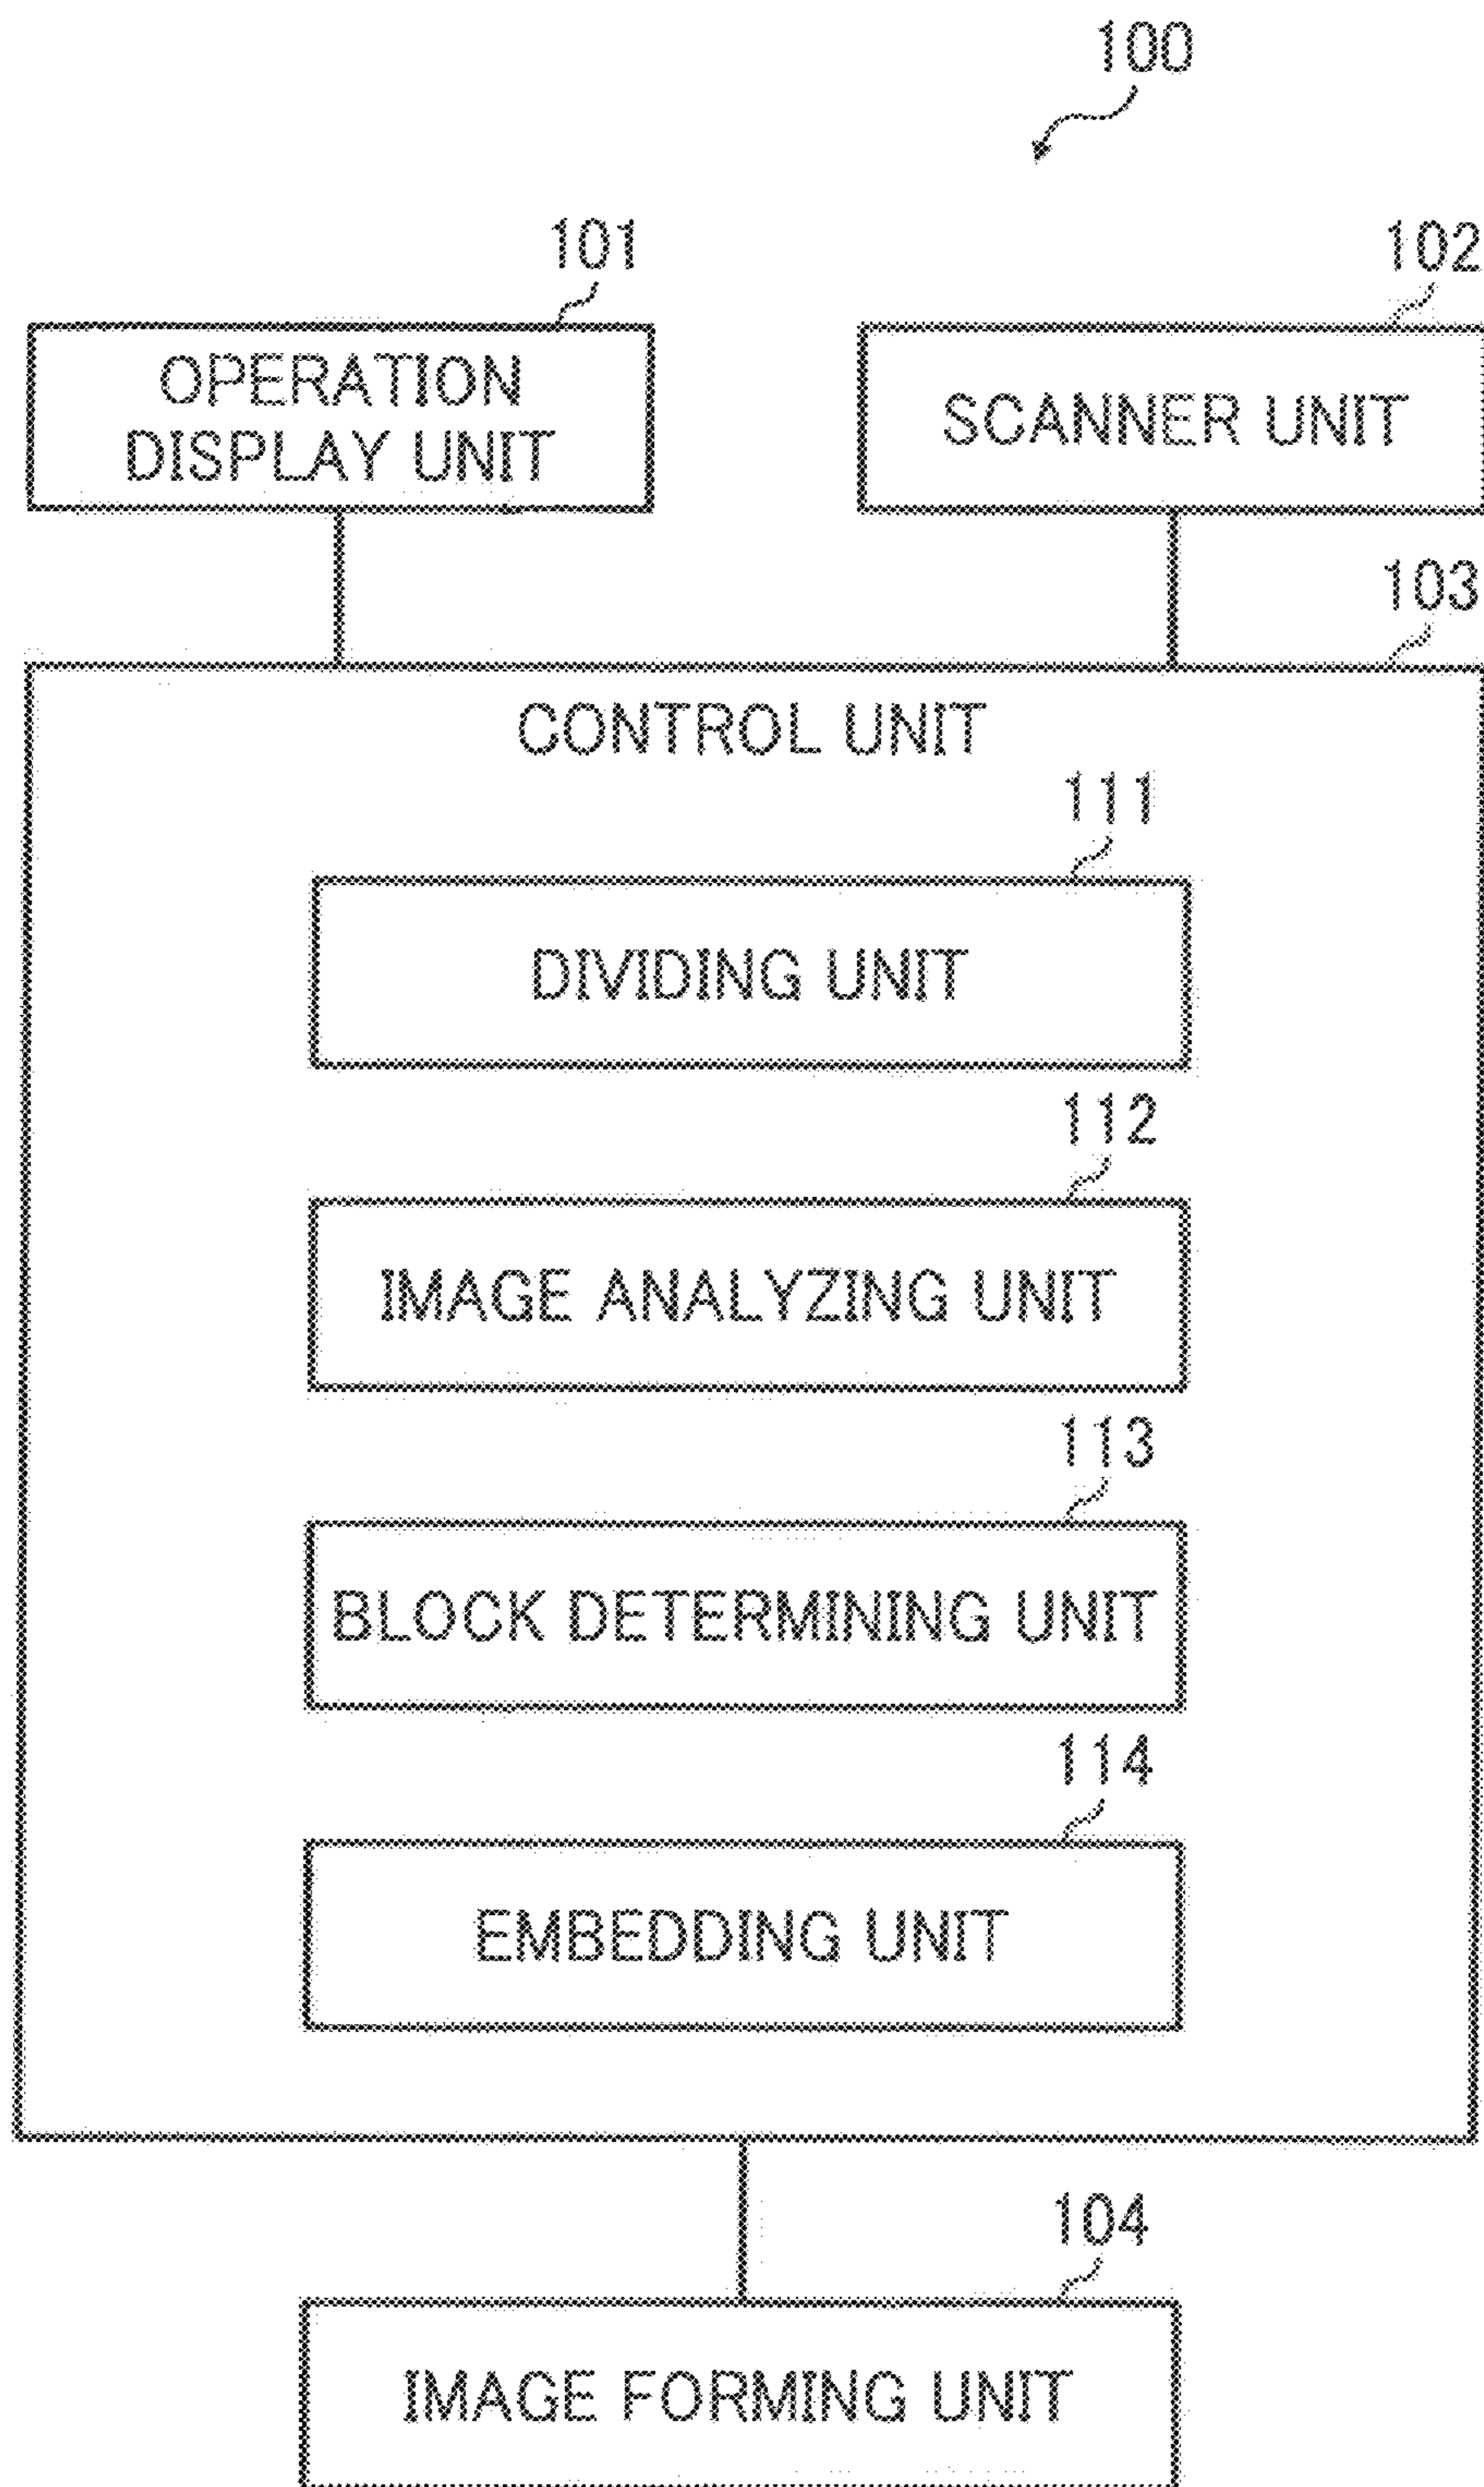 100
101
102
OPERATION
DISPLAY UNIT
SCANNER UNIT
103
CONTROL UNIT
111
DIVIDING UNIT
112
IMAGE ANALYZING UNIT
113
BLOCK DETERMINING UNIT
114
EMBEDDING UNIT
104
IMAGE FORMING UNIT